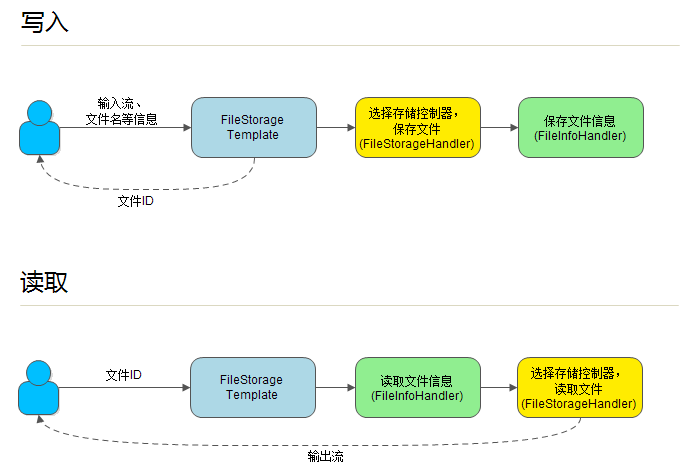 写入
输入流、
文件名等信息
FileStorage
Template
选择存储控制器，
保存文件
(FileStorageHandler)
保存文件信息
(FileInfoHandler)
文件ID
读取
文件ID
FileStorage
Template
读取文件信息
(FileInfoHandler)
选择存储控制器，
读取文件
(FileStorageHandler)
输出流